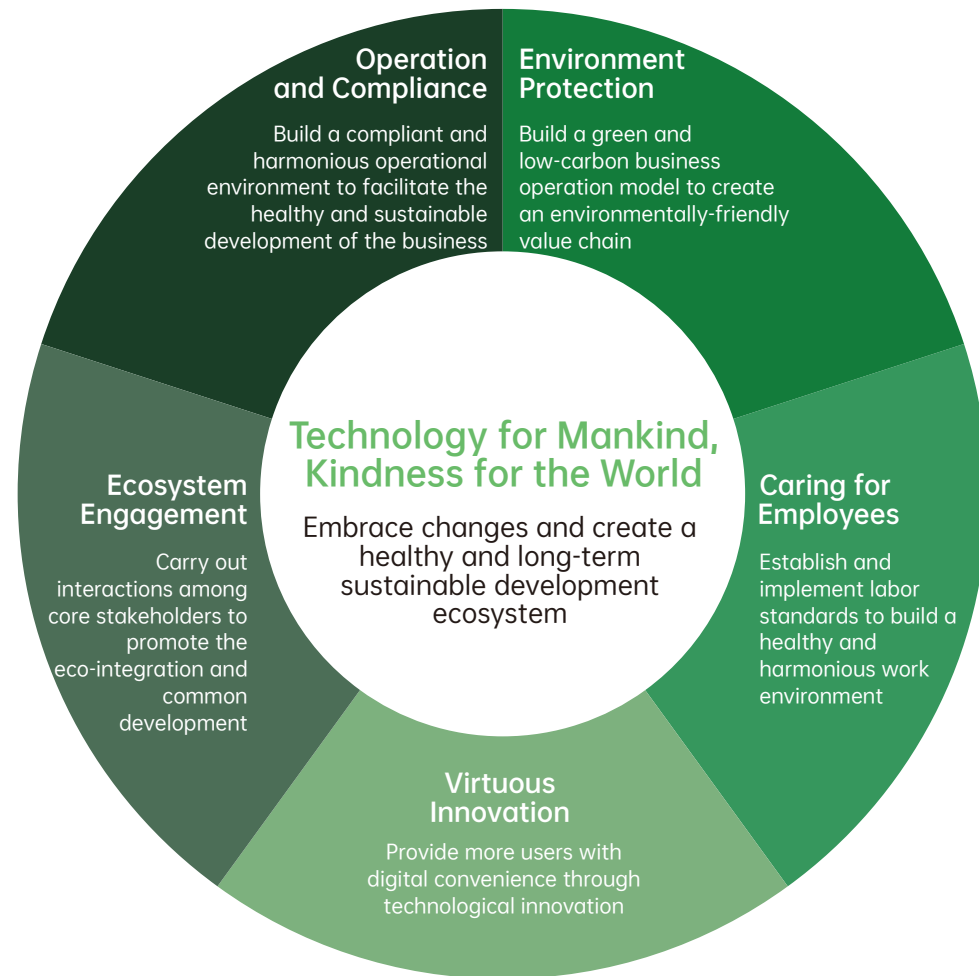 Operation
and Compliance
Build a compliant and
harmonious operational
environment to facilitate the
healthy and sustainable
development of the business
Environment
Protection
Build a green and
low-carbon business
operation model to create
an environmentally-friendly
value chain
Technology for Mankind,
Kindness for the World
Embrace changes and create a
healthy and long-term
sustainable development
ecosystem
Ecosystem
Engagement
Carry out
interactions among
core stakeholders to
promote the
eco-integration and
common
development
Caring for
Employees
Establish and
implement labor
standards to build a
healthy and
harmonious work
environment
Virtuous
Innovation
Provide more users with
digital convenience through
technological innovation